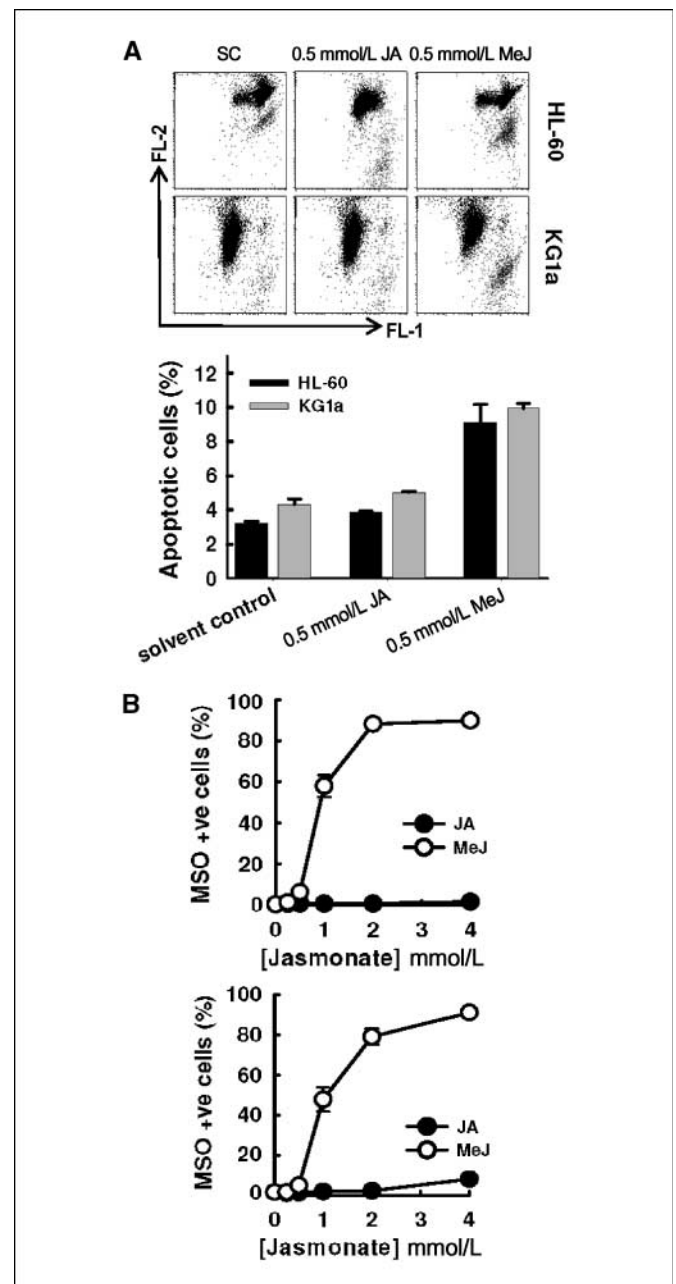 A
SC 0.5 mmol/L JA 0.5 mmol/L MeJ
FL-2
HL-60
KG1a
FL-1
Apoptotic cells (%)
12
10
8
6
4
2
0
HL-60
KG1a
solvent control
0.5 mmol/L JA
0.5 mmol/L MeJ
B
MSO +ve cells (%)
100
80
60
40
20
0
JA
MeJ
0 1 2 3 4
[Jasmonate] mmol/L
MSO +ve cells (%)
100
80
60
40
20
0
JA
MeJ
0 1 2 3 4
[Jasmonate] mmol/L